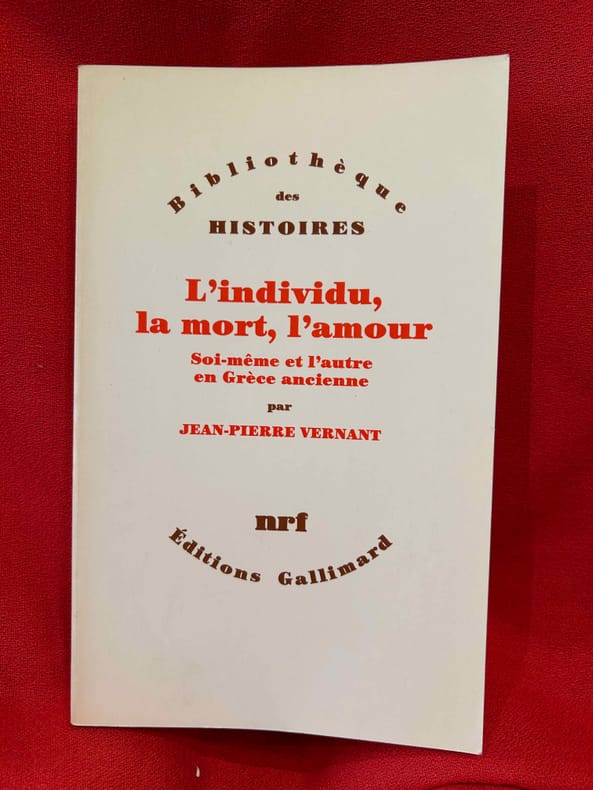 Bibliothèque
des
HISTOIRES
L'individu,
la mort, l'amour
Soi-même et l'autre
en Grèce ancienne
par
JEAN-PIERRE VERNANT
nrf
Éditions Gallimard